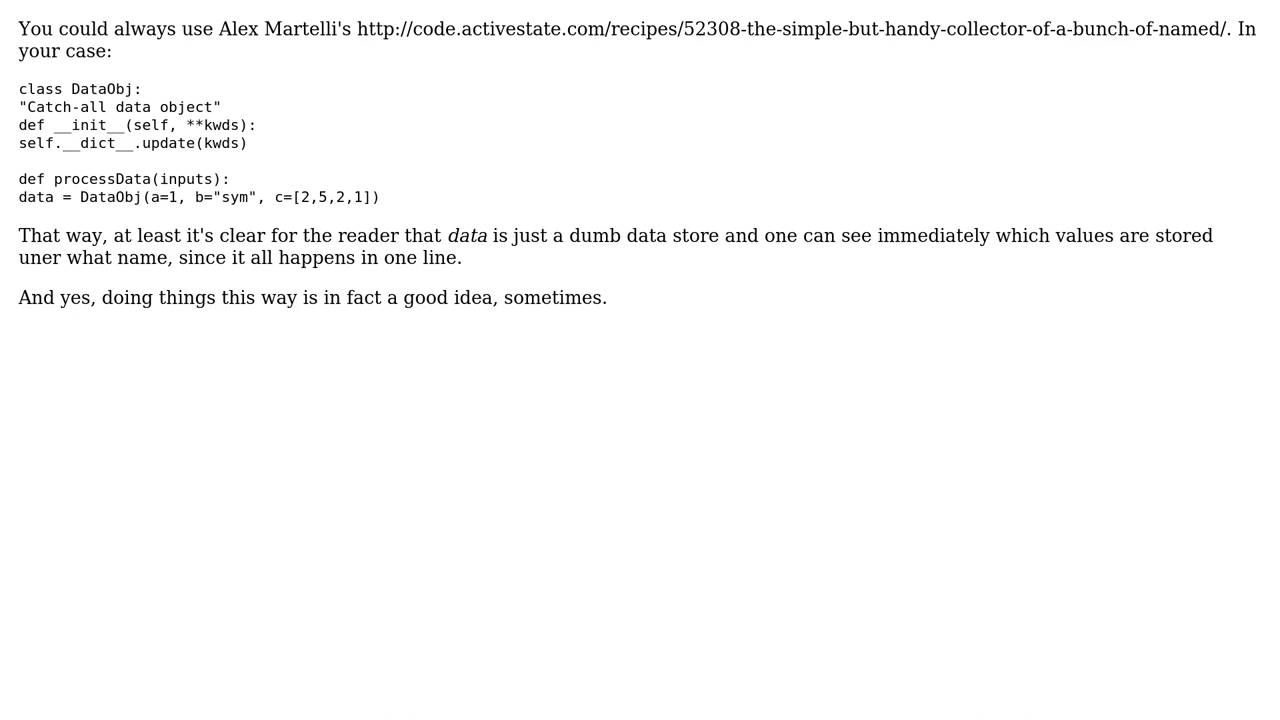 You could always use Alex Martelli's http://code.activestate.com/recipes/52308-the-simple-but-handy-collector-of-a-bunch-of-named/. In
your case:
class DataObj:
"Catch-all data object"
def __init__(self, **kwds):
self.__dict__.update(kwds)
def processData(inputs):
data = DataObj(a=1, b="sym", c=[2,5,2,1])
That way, at least it's clear for the reader that data is just a dumb data store and one can see immediately which values are stored
uner what name, since it all happens in one line.
And yes, doing things this way is in fact a good idea, sometimes.